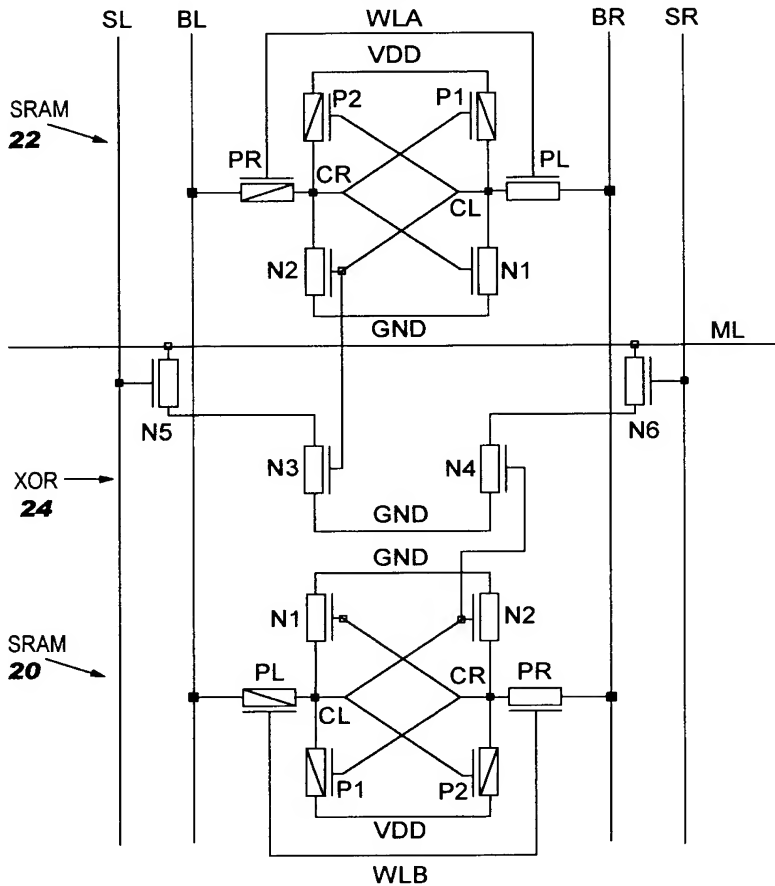 SL BL WLA BR SR
VDD
P2 P1
SRAM
22
PR PL
CR
CL
N2 N1
GND
ML
N5 N6
N3 N4
XOR
24
GND
GND
N1 N2
SRAM
20
PL CR PR
CL
P1 P2
VDD
WLB